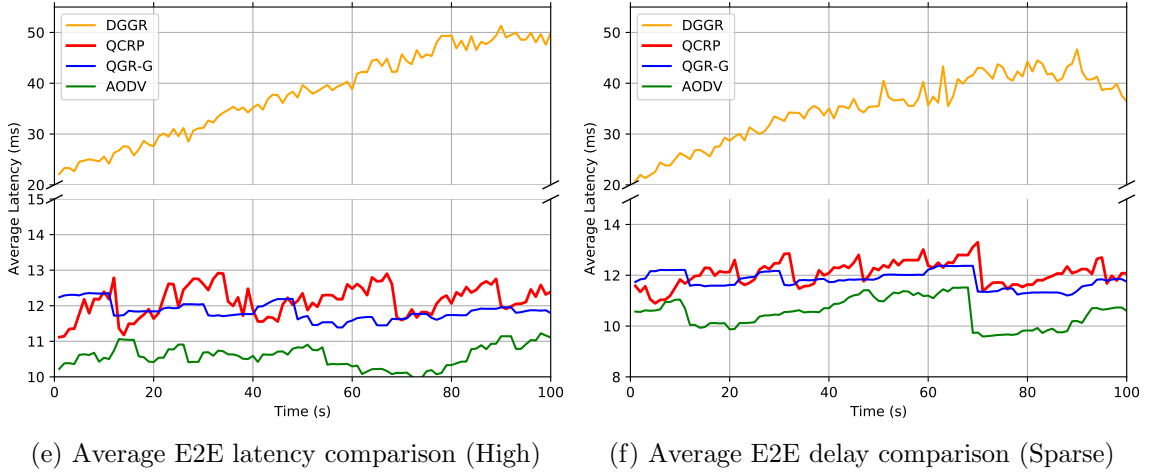 50
40
30
20
15
14
13
12
11
10
Average Latency (ms)
DGGR
QCRP
QGR-G
AODV
0 20 40 60 80 100
Time (s)
50
40
30
20
14
12
10
8
Average Latency (ms)
DGGR
QCRP
QGR-G
AODV
0 20 40 60 80 100
Time (s)
(e) Average E2E latency comparison (High)
(f) Average E2E delay comparison (Sparse)